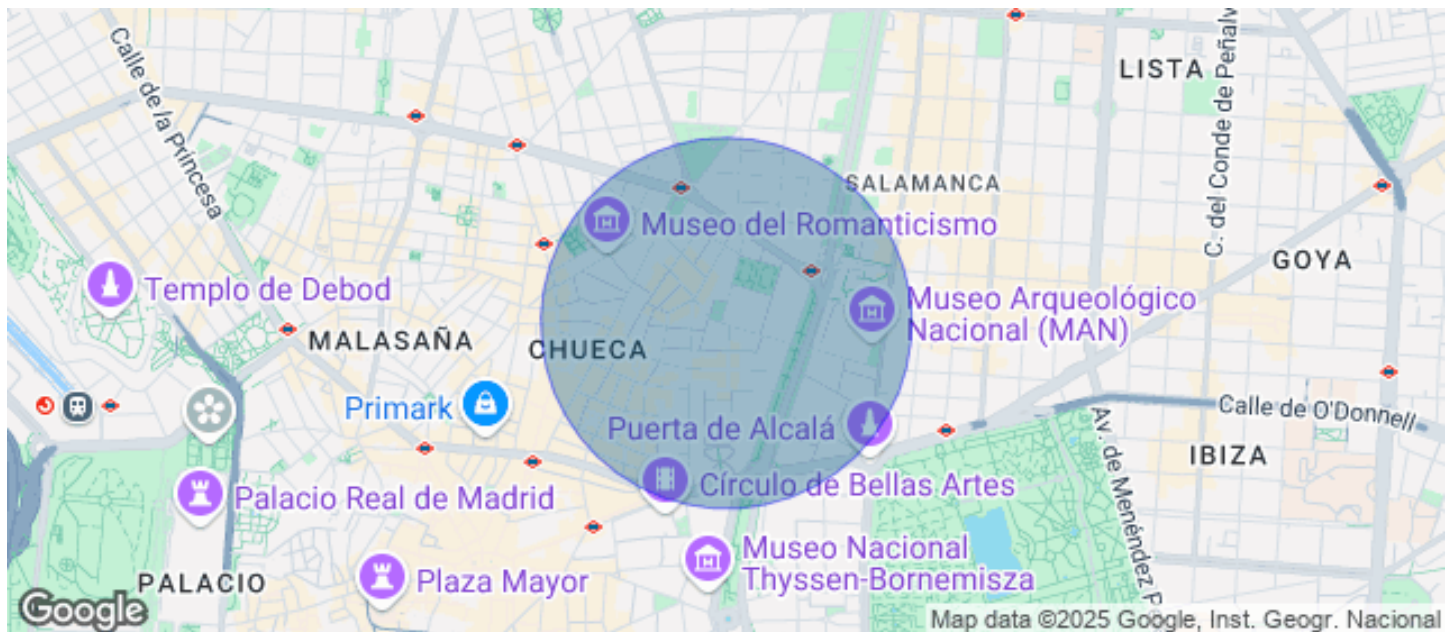 Calle de la Princesa
LISTA
C. del Conde de Peñalv
SALAMANCA
Museo del Romanticismo
GOYA
Templo de Debod
Museo Arqueológico
Nacional (MAN)
MALASAÑA
CHUECA
Primark
Puerta de Alcalá
Calle de O'Donnell
Av. de Menéndez P
IBIZA
Palacio Real de Madrid
Círculo de Bellas Artes
Museo Nacional
Thyssen-Bornemisza
PALACIO
Plaza Mayor
Google
Map data ©2025 Google, Inst. Geogr. Nacional